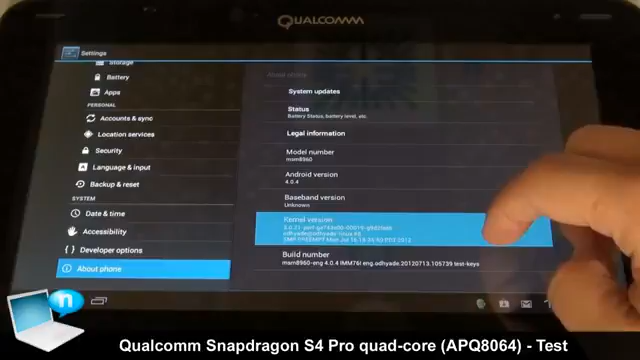 QUALCOMM
Settings
Storage
Battery
Apps
PERSONAL
Accounts & sync
Location services
Security
Language & input
Backup & reset
SYSTEM
Date & time
Accessibility
{ } Developer options
About phone
About phone
System updates
Status
Battery Status, battery level, etc.
Legal information
Model number
msm8960
Android version
4.0.4
Baseband version
Unknown
Kernel version
Build number
msm8960-eng 4.0.4 IMM76I eng.odhyade.20120713.105739 test-keys
n
Qualcomm Snapdragon S4 Pro quad-core (APQ8064) - Test